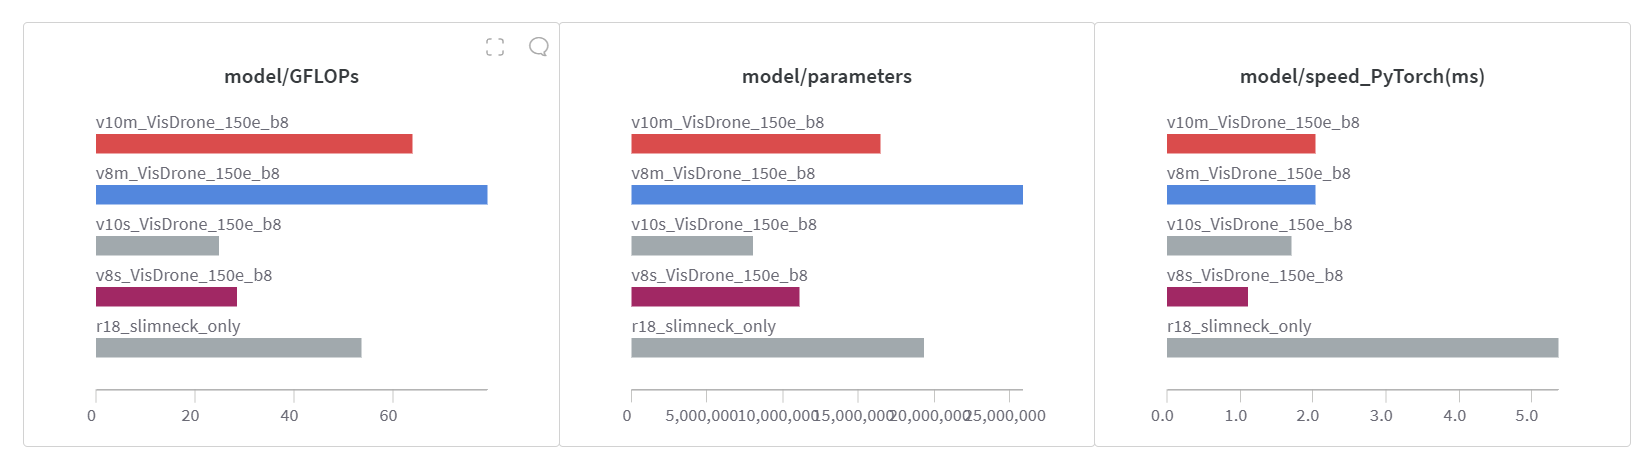 model/GFLOPs
v10m_VisDrone_150e_b8
v8m_VisDrone_150e_b8
v10s_VisDrone_150e_b8
v8s_VisDrone_150e_b8
r18_slimneck_only
0 20 40 60
model/parameters
v10m_VisDrone_150e_b8
v8m_VisDrone_150e_b8
v10s_VisDrone_150e_b8
v8s_VisDrone_150e_b8
r18_slimneck_only
0 5,000,000 10,000,000 15,000,000 20,000,000 25,000,000
model/speed_PyTorch(ms)
v10m_VisDrone_150e_b8
v8m_VisDrone_150e_b8
v10s_VisDrone_150e_b8
v8s_VisDrone_150e_b8
r18_slimneck_only
0.0 1.0 2.0 3.0 4.0 5.0